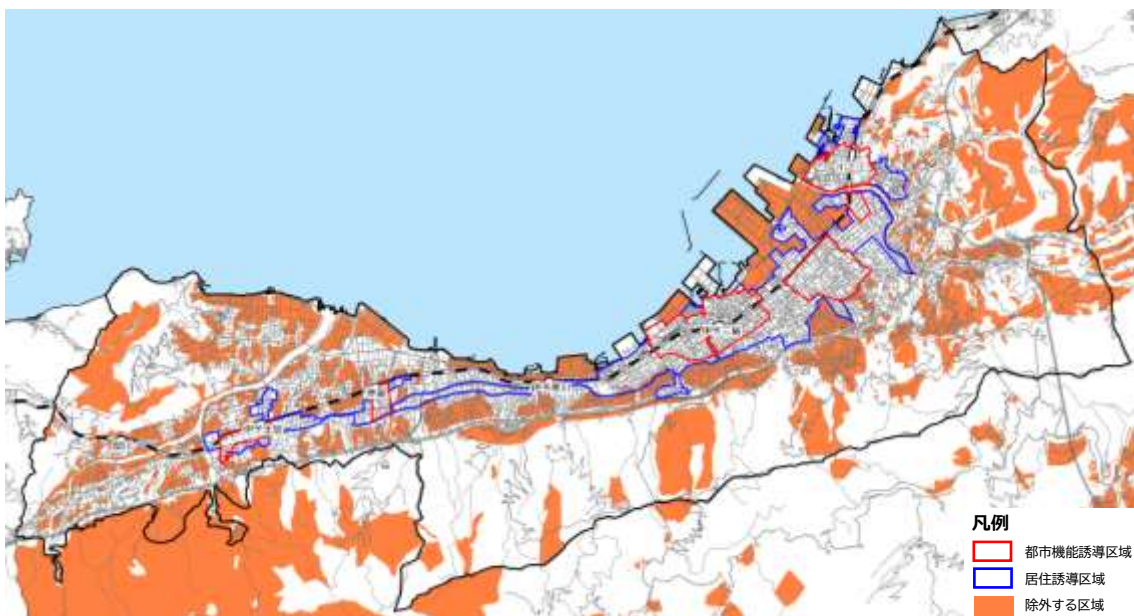 凡例
都市機能誘導区域
居住誘導区域
除外する区域